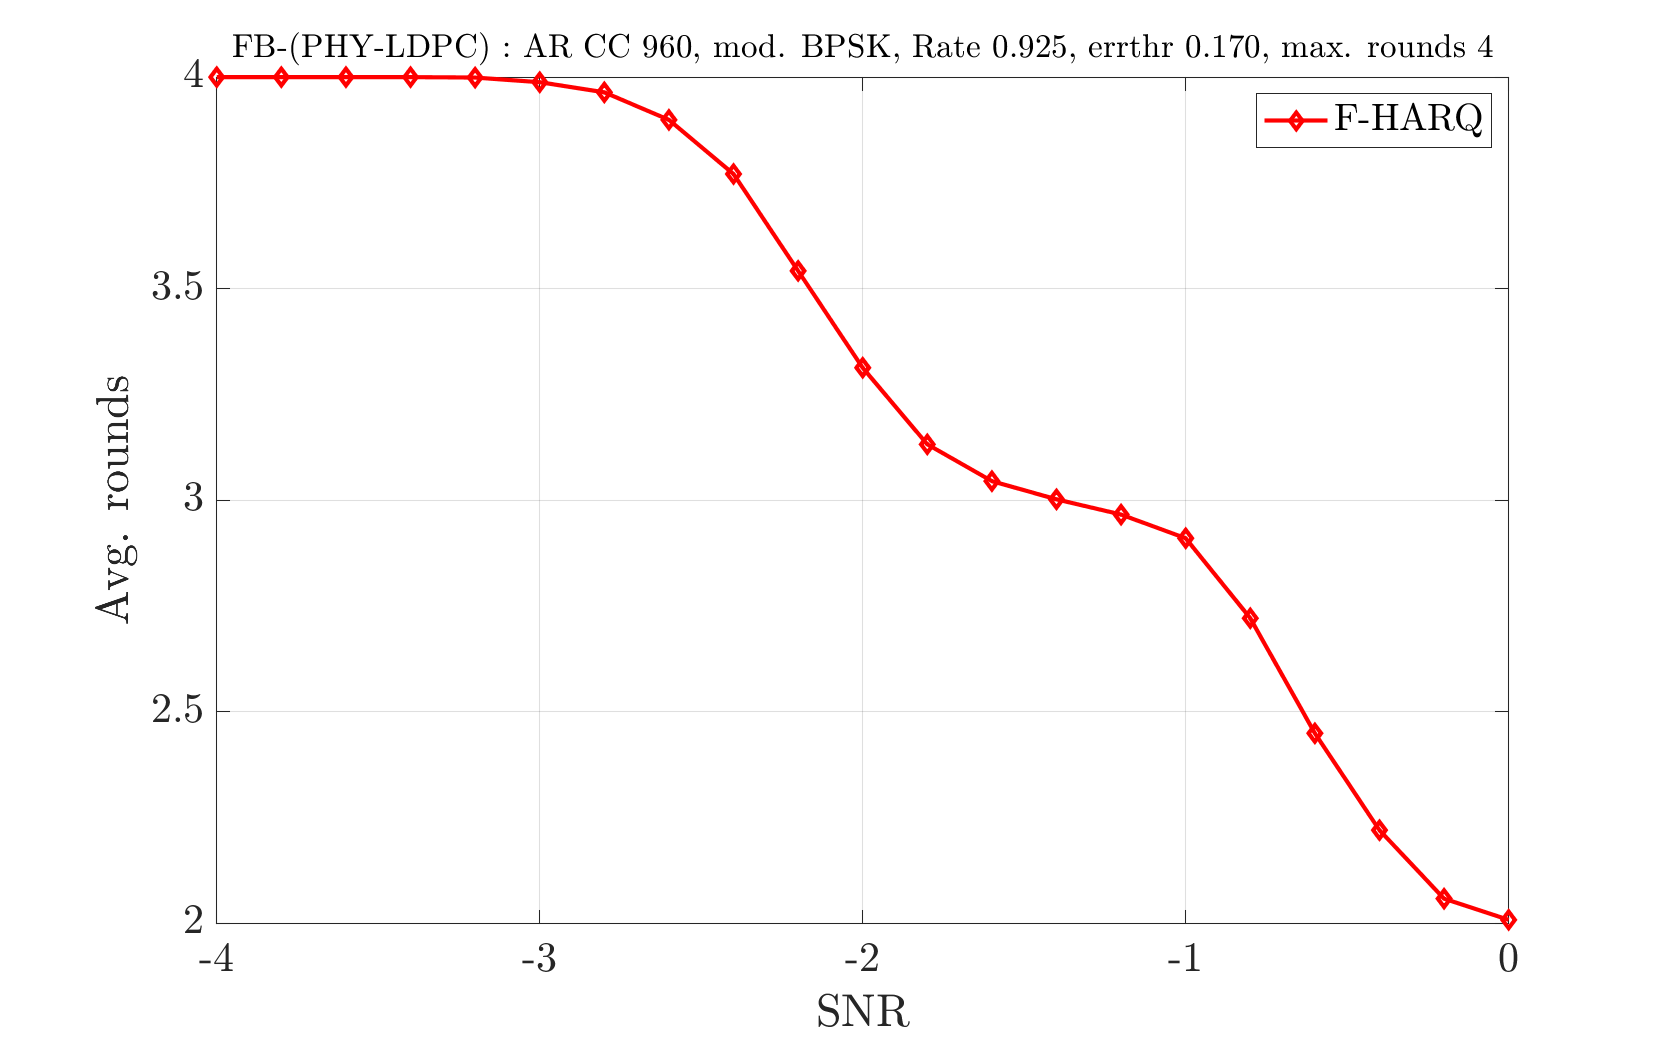 FB-(PHY-LDPC) : AR CC 960, mod. BPSK, Rate 0.925, errthr 0.170, max. rounds 4
F-HARQ
4
3.5
3
2.5
2
Avg. rounds
-4 -3 -2 -1 0
SNR